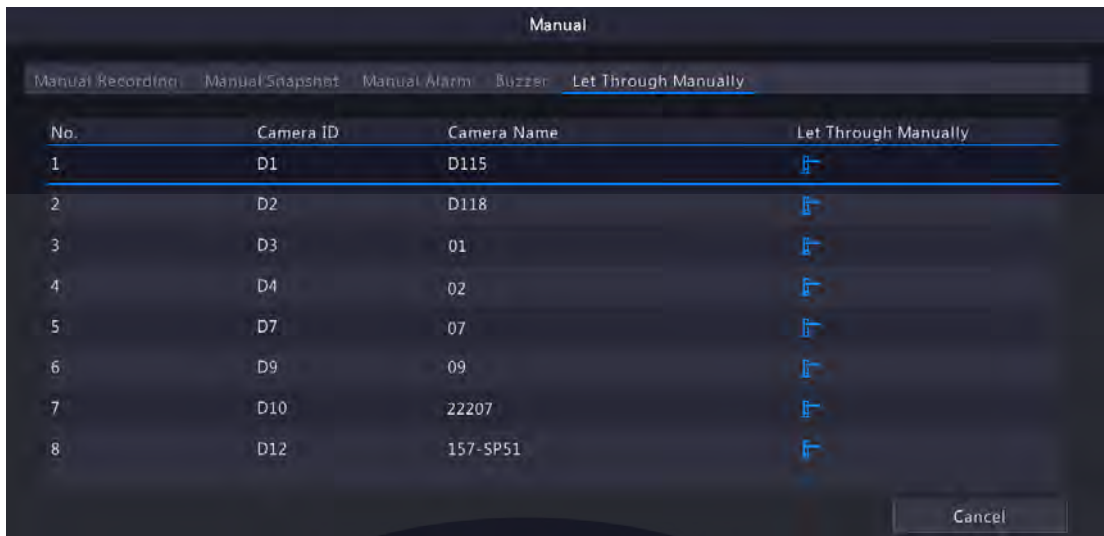 Manual
Manual Recording Manual Snapshot Manual Alarm Buzzer Let Through Manually
No. Camera ID Camera Name Let Through Manually
1 D1 D115
2 D2 D118
3 D3 01
4 D4 02
5 D7 07
6 D9 09
7 D10 22207
8 D12 157-SP51
Cancel